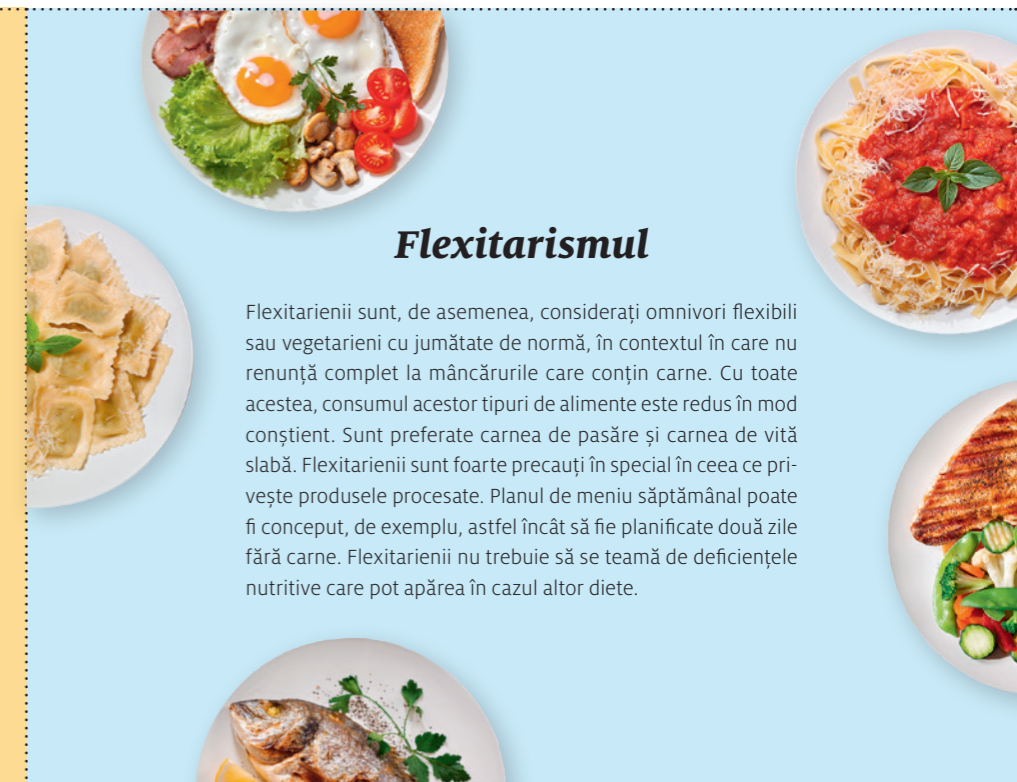 Flexitarismul
Flexitarienii sunt, de asemenea, considerați omnivori flexibili
sau vegetarieni cu jumătate de normă, în contextul în care nu
renunță complet la mâncărurile care conțin carne. Cu toate
acestea, consumul acestor tipuri de alimente este redus în mod
conștient. Sunt preferate carnea de pasăre și carnea de vită
slabă. Flexitarienii sunt foarte precauți în special în ceea ce pri-
vește produsele procesate. Planul de meniu săptămânal poate
fi conceput, de exemplu, astfel încât să fie planificate două zile
fără carne. Flexitarienii nu trebuie să se teamă de deficiențele
nutritive care pot apărea în cazul altor diete.